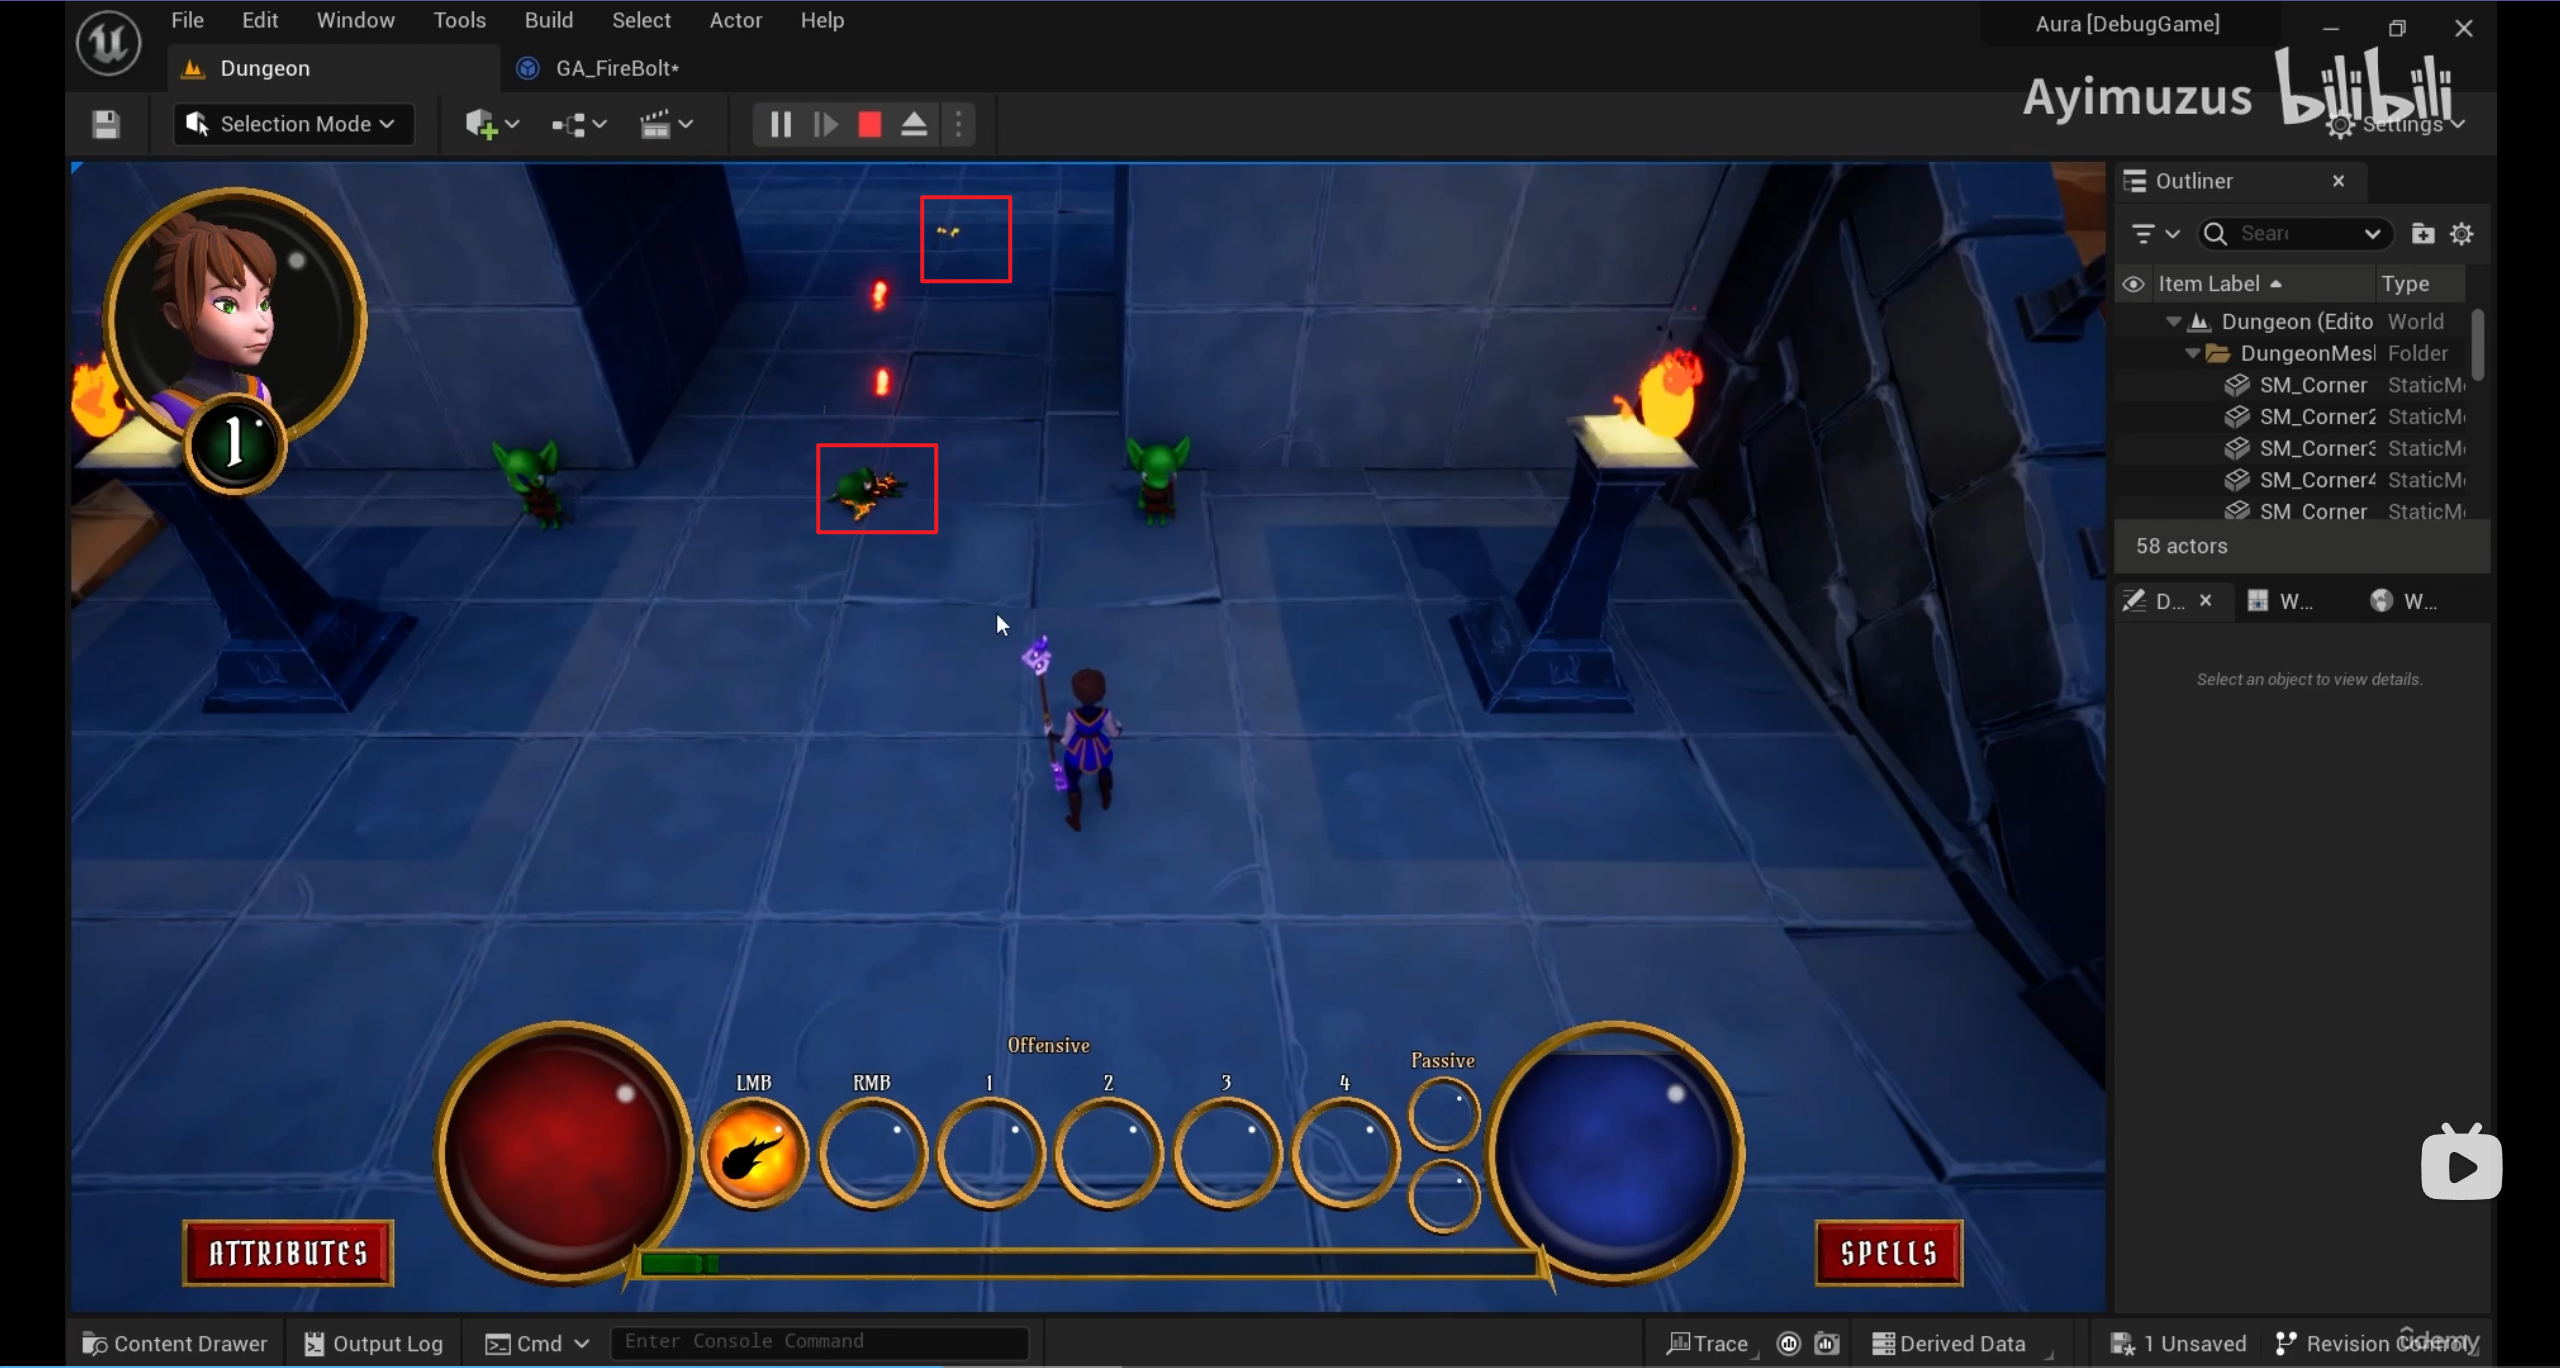 File Edit Window Tools Build Select Actor Help
Aura [DebugGame]
Dungeon
GA_FireBolt*
Ayimuzus bilibili
Selection Mode
Settings
Outliner
Item Label Type
Dungeon (Edito World
DungeonMesl Folder
SM_Corner StaticM
SM_Corner2 StaticM
SM_Corner3 StaticM
SM_Corner4 StaticM
SM_Corner StaticM
58 actors
D... W... W...
Select an object to view details.
1
Offensive
Passive
LMB RMB 1 2 3 4
ATTRIBUTES
SPELLS
Content Drawer
Output Log
Cmd
Enter Console Command
Trace
Derived Data
1 Unsaved
Revision Control
ûdemy